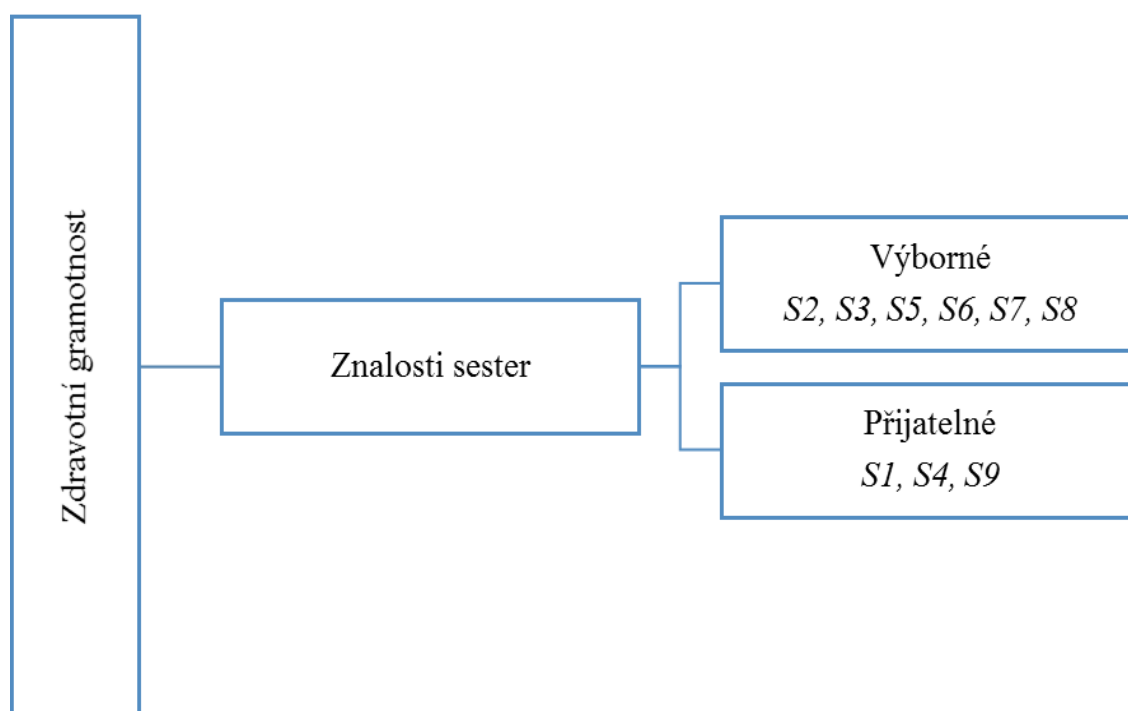 Zdravotní gramotnost
Znalosti sester
Výborné
S2, S3, S5, S6, S7, S8
Přijatelné
S1, S4, S9